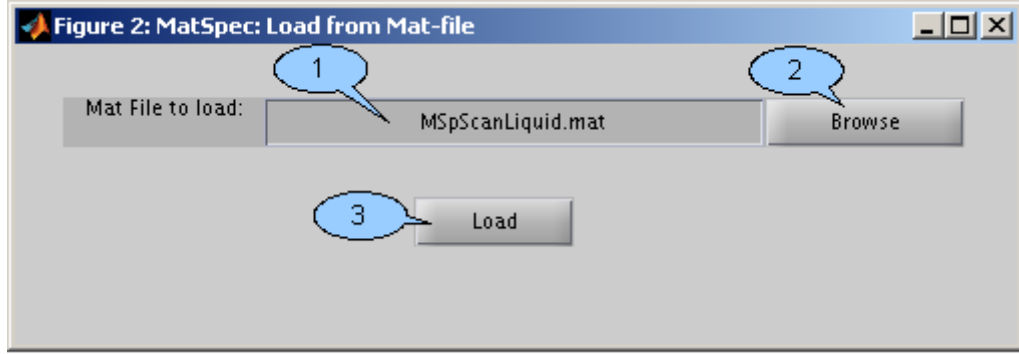 Figure 2: MatSpec: Load from Mat-file
1
2
Mat File to load:
MSpScanLiquid.mat
Browse
3
Load